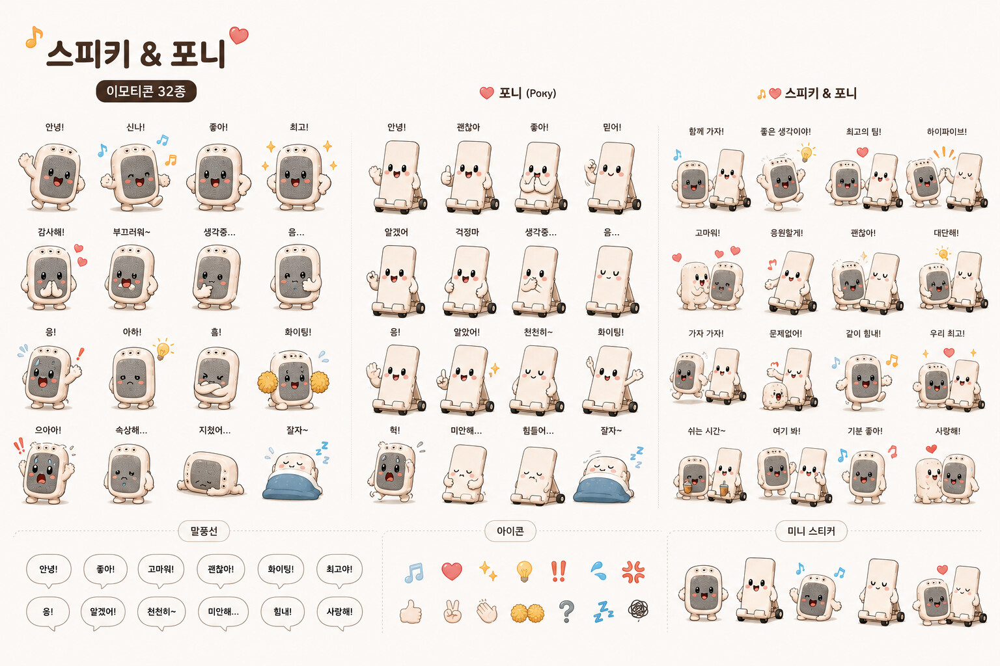 스피키 & 포니
이모티콘 32종
안녕!
신나!
좋아!
최고!
감사해!
부끄러워~
생각중...
음...
응!
아하!
흠!
화이팅!
으아아!
속상해...
지쳤어...
잘자~
포니 (Poкy)
안녕!
괜찮아
좋아!
믿어!
알겠어
걱정마
생각중...
음...
응!
알았어!
천천히~
화이팅!
헉!
미안해...
힘들어...
잘자~
스피키 & 포니
함께 가자!
좋은 생각이야!
최고의 팀!
하이파이브!
고마워!
응원할게!
괜찮아!
대단해!
가자 가자!
문제없어!
같이 힘내!
우리 최고!
쉬는 시간~
여기 봐!
기분 좋아!
사랑해!
말풍선
안녕!
좋아!
고마워!
괜찮아!
화이팅!
최고야!
응!
알겠어!
천천히~
미안해...
힘내!
사랑해!
아이콘
미니 스티커